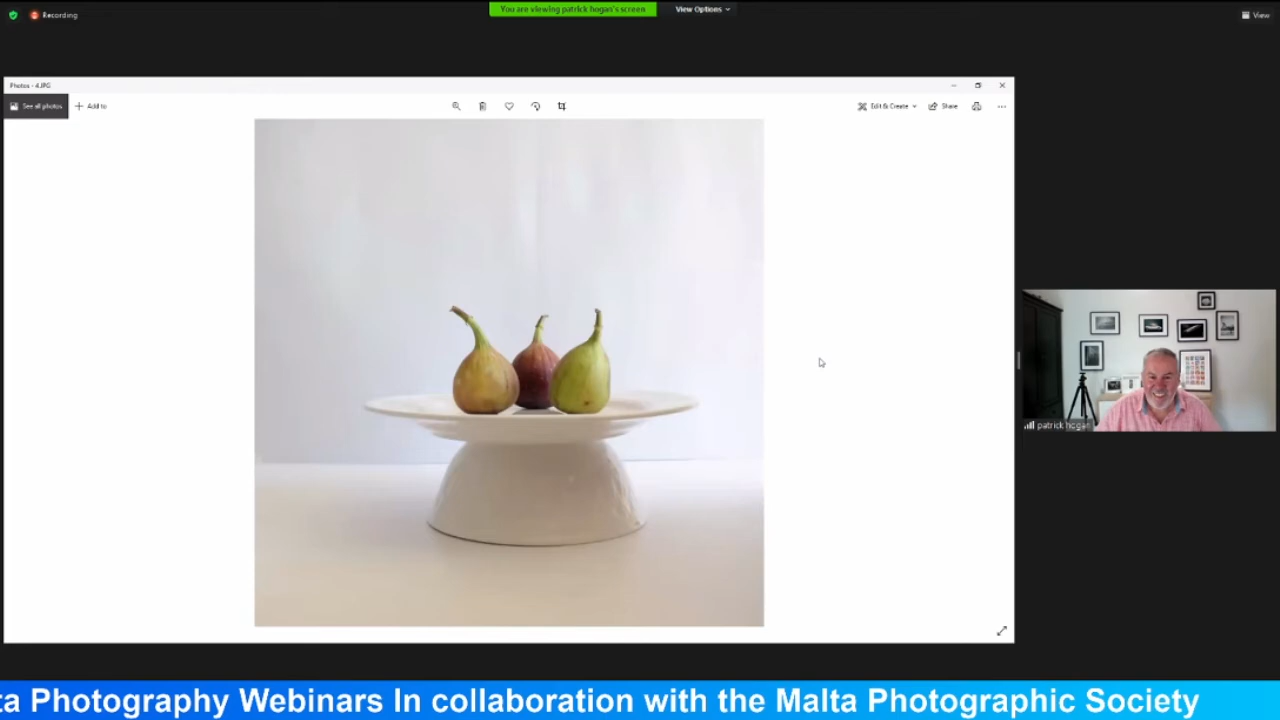 Recording
You are viewing patrick hogan's screen
View Options
View
Photos - 4.JPG
See all photos
Add to
Edit & Create
Share
patrick hogan
ta Photography Webinars In collaboration with the Malta Photographic Society